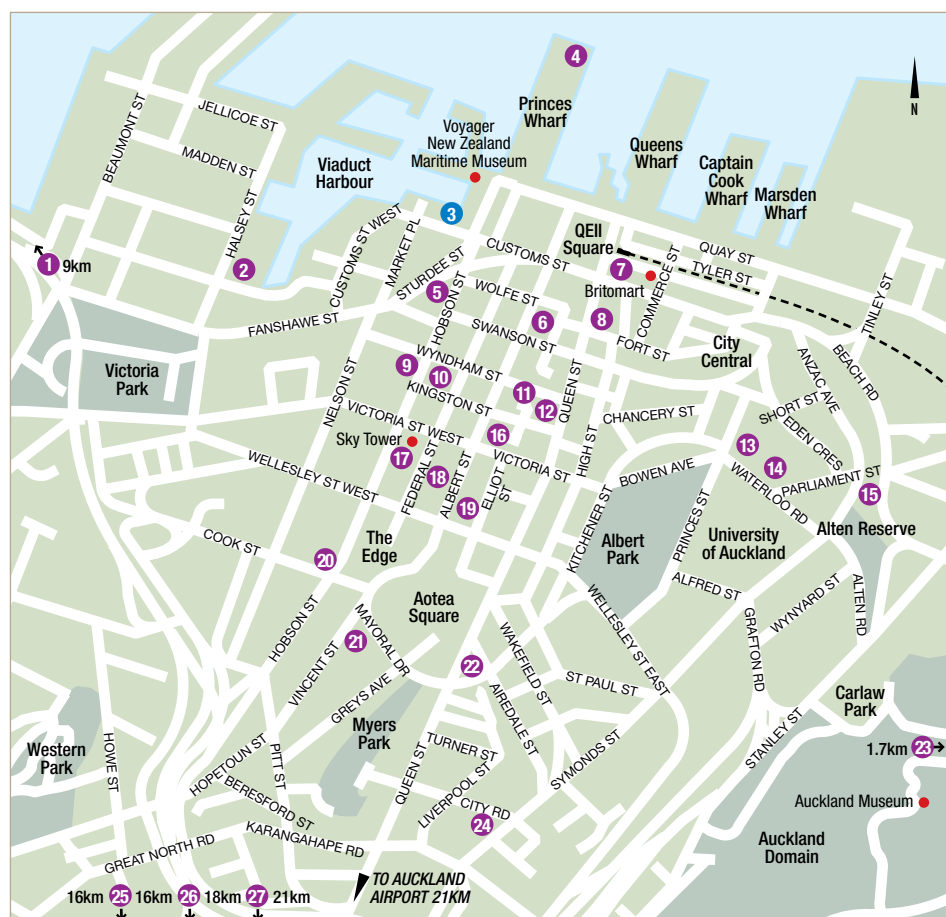 4
Princes
Wharf
JELLICOE ST
BEAUMONT ST
MADDEN ST
Voyager
New Zealand
Maritime Museum
N
Viaduct
Harbour
Queens
Wharf
Captain
Cook
Wharf
Marsden
Wharf
HALSEY ST
3
CUSTOMS ST WEST
MARKET PL
STURDEE ST
CUSTOMS ST
QEII
Square
QUAY ST
TYLER ST
COMMERCE ST
1
9km
2
7
Britomart
TINLEY ST
5
HOBSON ST
WOLFE ST
FANSHAWE ST
6
SWANSON ST
8
FORT ST
City
Central
ANZAC AVE
BEACH RD
Victoria
Park
NELSON ST
9
WYNDHAM ST
10
KINGSTON ST
11
12
QUEEN ST
CHANCERY ST
SHORT ST
EDEN CRES
VICTORIA ST WEST
Sky Tower
16
HIGH ST
13
14
17
FEDERAL ST
18
ALBERT ST
ELLIOT
ST
VICTORIA ST
BOWEN AVE
WATERLOO RD
PARLIAMENT ST
15
WELLESLEY ST WEST
19
KITCHENER ST
PRINCES ST
Albert
Park
University
of Auckland
Alten Reserve
COOK ST
The
Edge
20
ALFRED ST
WYNYARD ST
ALTEN RD
Aotea
Square
HOBSON ST
VINCENT ST
21
MAYORAL DR
WAKEFIELD ST
WELLESLEY ST EAST
GRAFTON RD
22
GREYS AVE
AIREDALE ST
ST PAUL ST
Carlaw
Park
Myers
Park
STANLEY ST
Western
Park
HOWE ST
HOPETOUN ST
PITT ST
QUEEN ST
TURNER ST
LIVERPOOL ST
SYMONDS ST
1.7km
23
BERESFORD ST
CITY RD
24
Auckland Museum
GREAT NORTH RD
KARANGAHAPE RD
Auckland
Domain
TO AUCKLAND
AIRPORT 21KM
16km
25
16km
26
18km
27
21km